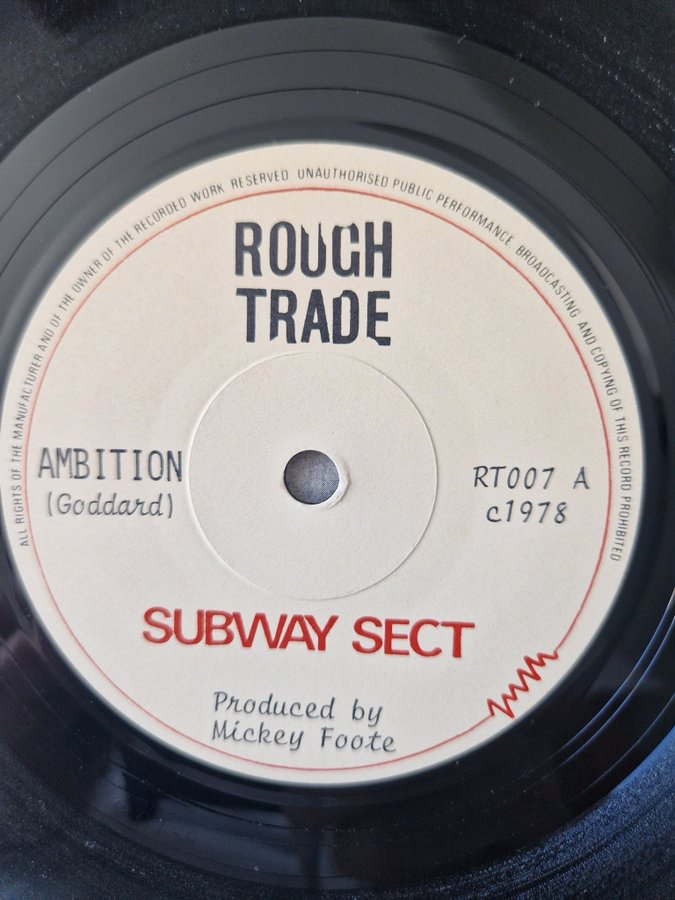 ALL RIGHTS OF THE MANUFACTURER AND OF THE OWNER OF THE RECORDED WORK RESERVED UNAUTHORISED PUBLIC PERFORMANCE BROADCASTING AND COPYING OF THIS RECORD PROHIBITED
ROUGH
TRADE
AMBITION
(Goddard)
RT007 A
c1978
SUBWAY SECT
Produced by
Mickey Foote